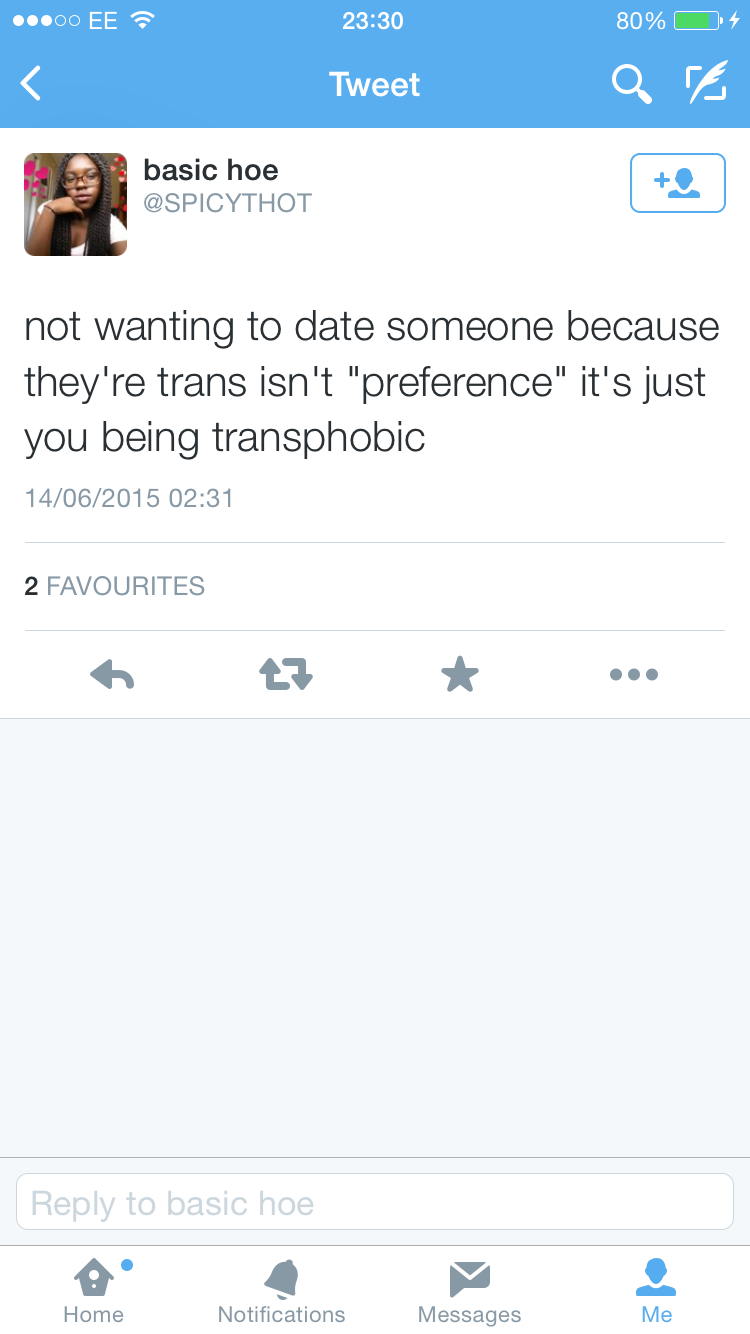 EE 23:30 80%
Tweet
basic hoe
@SPICYTHOT
not wanting to date someone because
they're trans isn't "preference" it's just
you being transphobic
14/06/2015 02:31
2 FAVOURITES
Reply to basic hoe
Home Notifications Messages Me